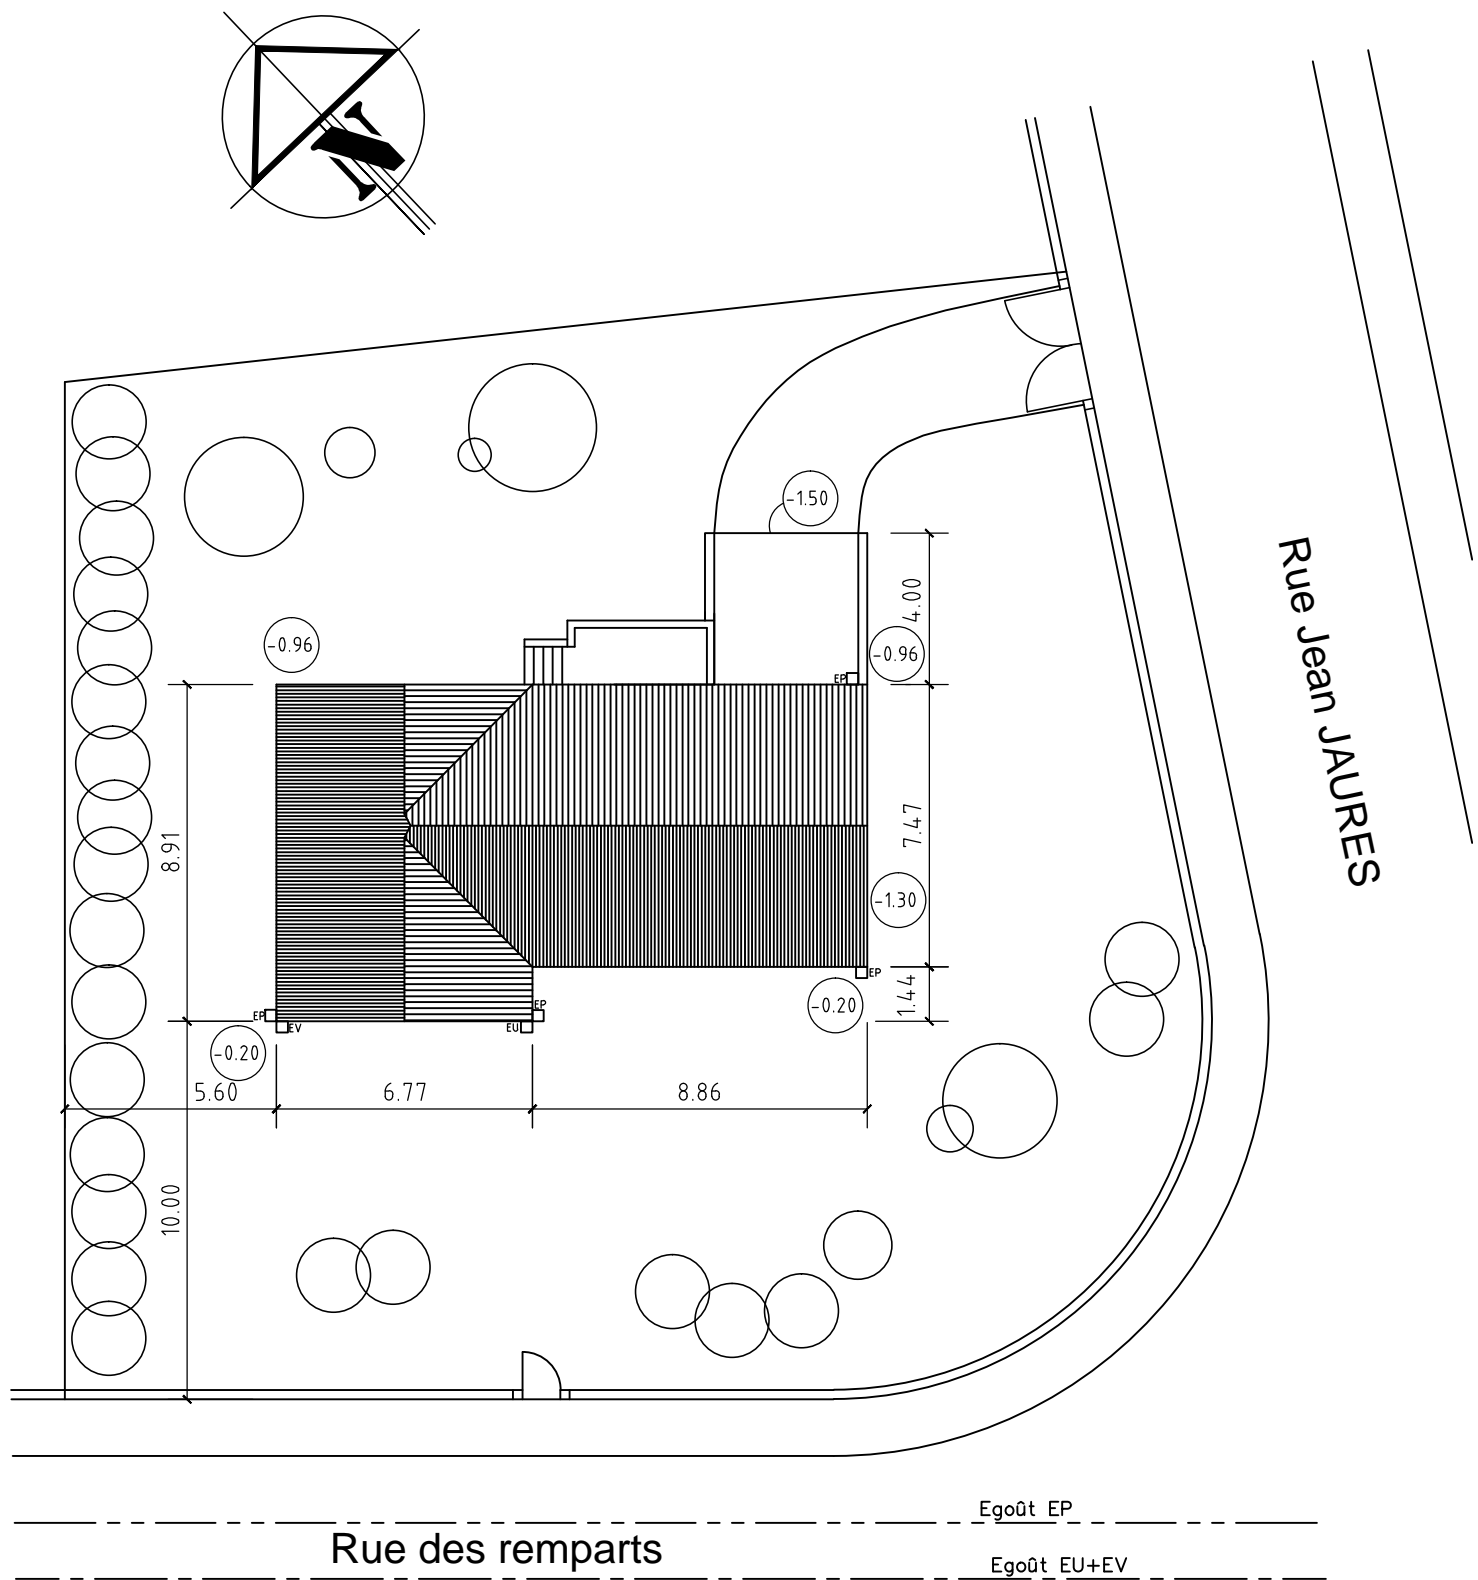 -1.50
Rue Jean JAURES
4.00
-0.96
-0.96
EP
7.47
8.91
-1.30
EP
1.44
EP
EP
-0.20
EV
EU
-0.20
5.60
6.77
8.86
10.00
Egoût EP
Rue des remparts
Egoût EU+EV